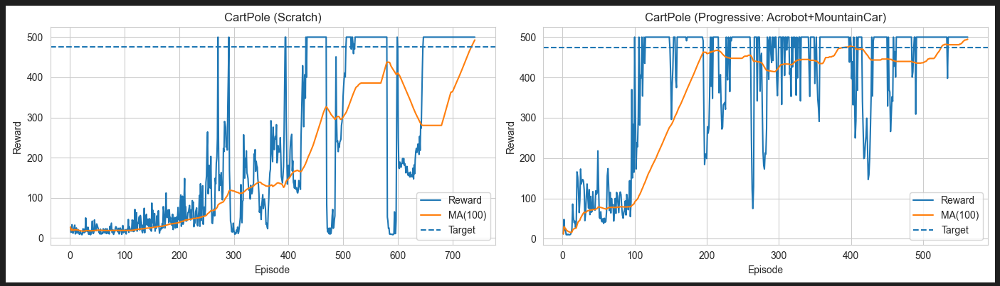 CartPole (Scratch)
500
400
300
200
100
0
Reward
0
100
200
300
400
500
600
700
Episode
Reward
MA(100)
Target
CartPole (Progressive: Acrobot+MountainCar)
500
400
300
200
100
0
Reward
0
100
200
300
400
500
Episode
Reward
MA(100)
Target